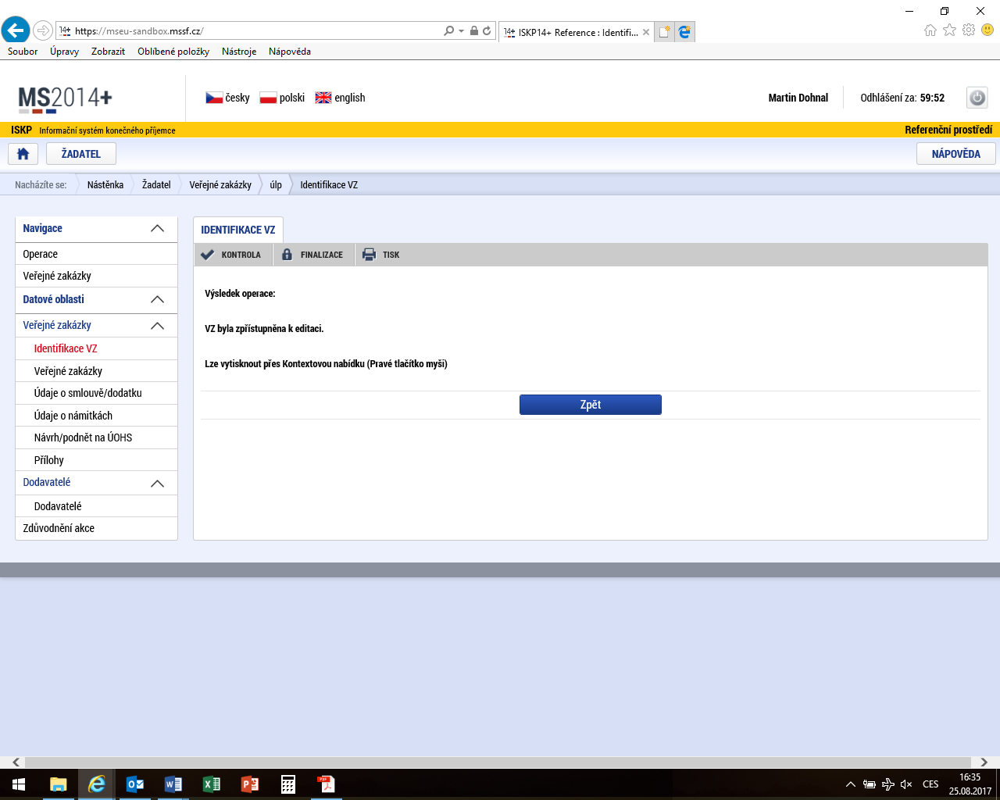 https://mseu-sandbox.mssf.cz/
ISKP14+ Reference : Identifi...
Soubor Úpravy Zobrazit Oblíbené položky Nástroje Nápověda
MS2014+
česky polski english
Martin Dohnal Odhlášení za: 59:52
ISKP Informační systém konečného příjemce
Referenční prostředí
ŽADATEL
NÁPOVĚDA
Nacházíte se: Nástěnka Žadatel Veřejné zakázky úlp Identifikace VZ
Navigace
Operace
Veřejné zakázky
Datové oblasti
Veřejné zakázky
Identifikace VZ
Veřejné zakázky
Údaje o smlouvě/dodatku
Údaje o námitkách
Návrh/podnět na ÚOHS
Přílohy
Dodavatelé
Dodavatelé
Zdůvodnění akce
IDENTIFIKACE VZ
KONTROLA FINALIZACE TISK
Výsledek operace:
VZ byla zpřístupněna k editaci.
Lze vytisknout přes Kontextovou nabídku (Pravé tlačítko myši)
Zpět
CES
16:35
25.08.2017